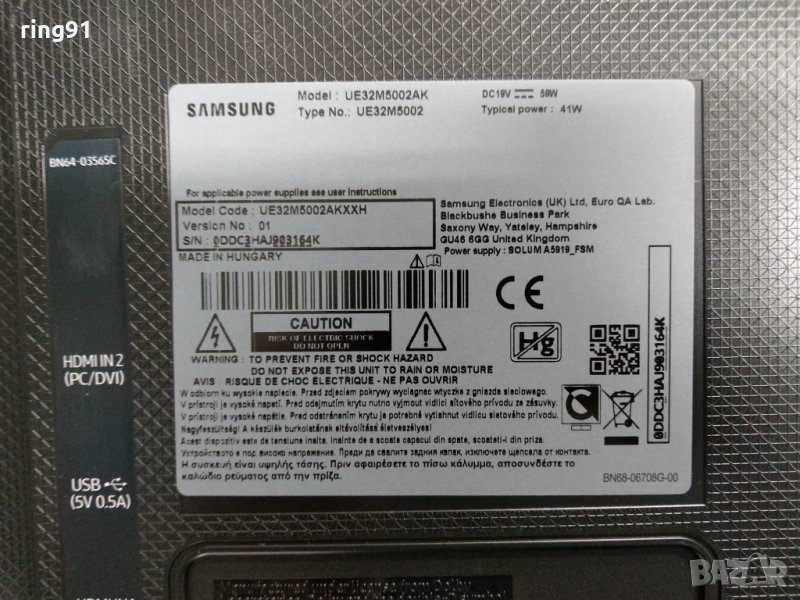 ring91
SAMSUNG
Model : UE32M5002AK
Type No.: UE32M5002
DC19V 59W
Typical power : 41W
BN64-03565C
For applicable power supplies see user instructions
Model Code : UE32M5002AKXXH
Version No : 01
S/N : 0DDC3HAJ903164K
MADE IN HUNGARY
Samsung Electronics (UK) Ltd, Euro QA Lab.
Blackbushe Business Park
Saxony Way, Yateley, Hampshire
GU46 6GG United Kingdom
Power supply : SOLUM A5919_FSM
CE
CAUTION
RISK OF ELECTRIC SHOCK
DO NOT OPEN
Hg
WARNING : TO PREVENT FIRE OR SHOCK HAZARD
DO NOT EXPOSE THIS UNIT TO RAIN OR MOISTURE
AVIS : RISQUE DE CHOC ELECTRIQUE - NE PAS OUVRIR
W odbiorniku wysokie napięcie. Przed zdjęciem pokrywy wyciągnąć wtyczkę z gniazda sieciowego.
V prístroji je vysoké napětí. Před odejmutím krytu nutno vyjmout vidlici síťového přívodu ze zásuvky.
V prístroji je vysoké napätie. Pred odstránením krytu je potrebné vytiahnuť vidlicu sieťového prívodu.
Nagyfeszültség! A készülék burkolatának eltávolítása életveszélyes!
Acest dispozitiv este de tensiune inalta. Inainte de a scoate capacul din spate, scoateti-l din priza.
Устройството е под високо напрежение. Преди да свалите задния капак, изключете щепсела от контакта.
Η συσκευή είναι υψηλής τάσης. Πριν αφαιρέσετε το πίσω κάλυμμα, αποσυνδέστε το
καλώδιο ρεύματος από την πρίζα.
0DDC3HAJ903164K
BN68-06708G-00
HDMI IN 2
(PC/DVI)
USB
(5V 0.5A)
BAZAR